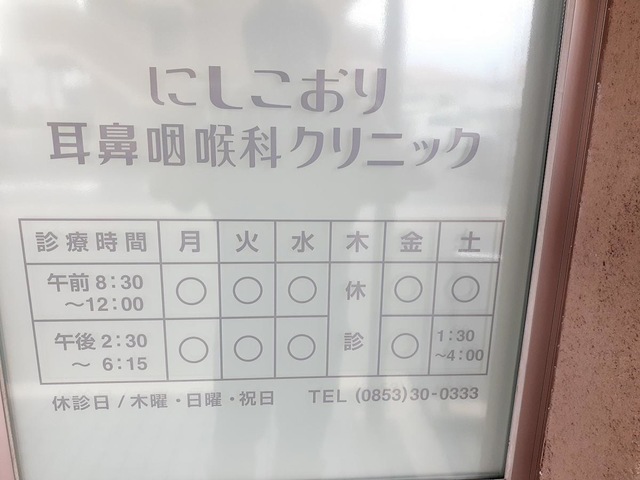 にしこおり
耳鼻咽喉科クリニック
診療時間 月 火 水 木 金 土
午前 8:30 ～12:00 ○ ○ ○ 休 ○ ○
午後 2:30 ～ 6:15 ○ ○ ○ 診 ○ 1:30 ～4:00
休診日 / 木曜・日曜・祝日 TEL (0853)30-0333